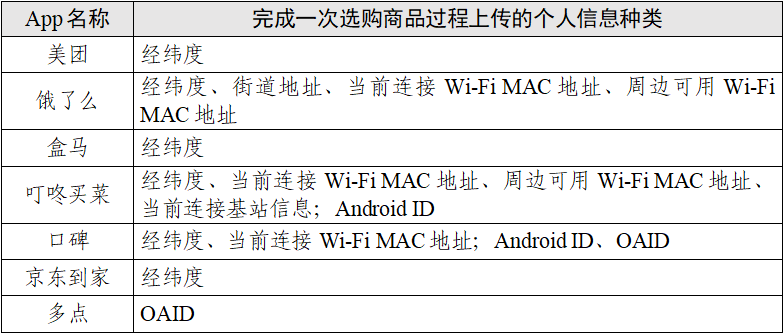 App 名称 完成一次选购商品过程上传的个人信息种类
美团 经纬度
饿了么 经纬度、街道地址、当前连接 Wi-Fi MAC 地址、周边可用 Wi-Fi
MAC 地址
盒马 经纬度
叮咚买菜 经纬度、当前连接 Wi-Fi MAC 地址、周边可用 Wi-Fi MAC 地址、
当前连接基站信息；Android ID
口碑 经纬度、当前连接 Wi-Fi MAC 地址；Android ID、OAID
京东到家 经纬度
多点 OAID